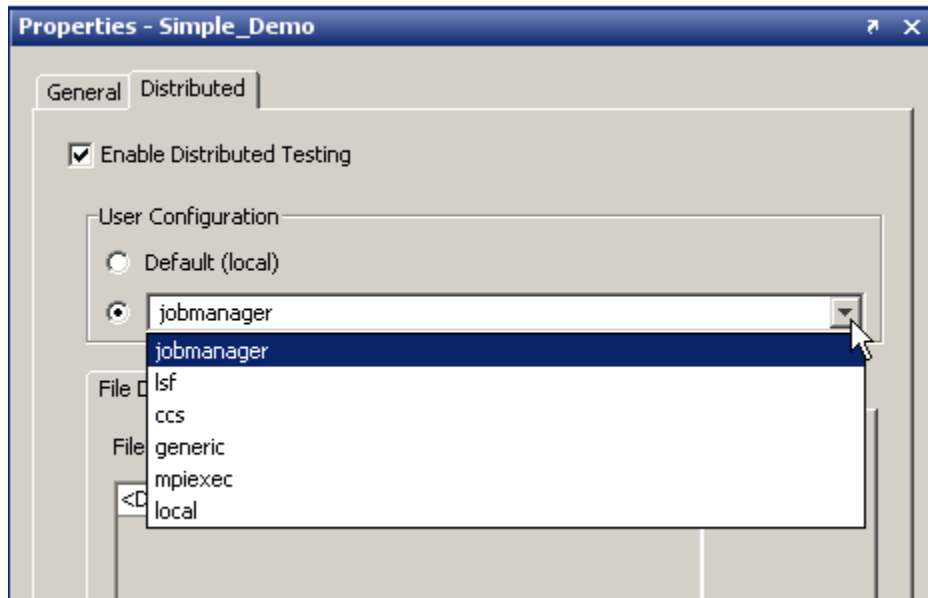 Properties - Simple_Demo
General Distributed
Enable Distributed Testing
User Configuration
Default (local)
jobmanager
jobmanager
lsf
File D
ccs
File generic
mpiexec
<D
local